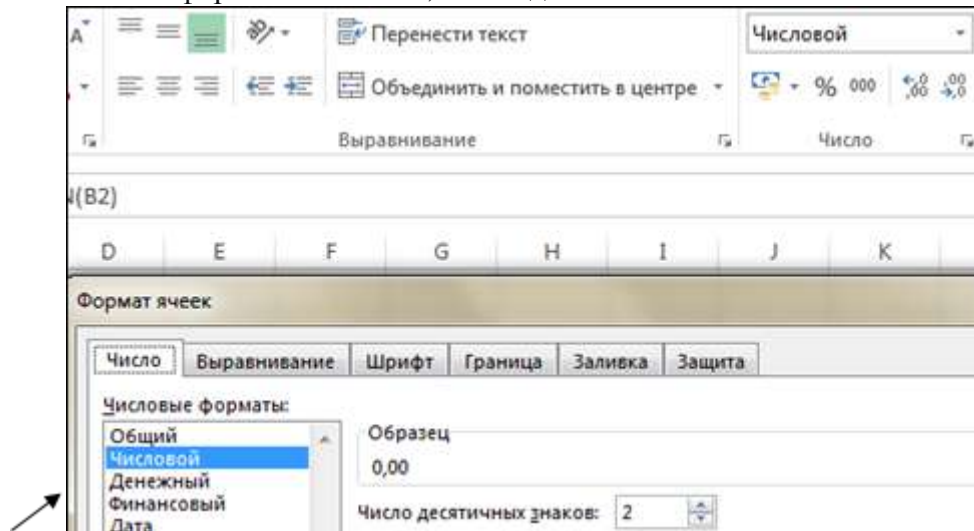 Перенести текст
Числовой
Объединить и поместить в центре
% 000
Выравнивание
Число
(B2)
D E F G H I J K
Формат ячеек
Число Выравнивание Шрифт Граница Заливка Защита
Числовые форматы:
Общий
Числовой
Денежный
Финансовый
Дата
Образец
0,00
Число десятичных знаков: 2